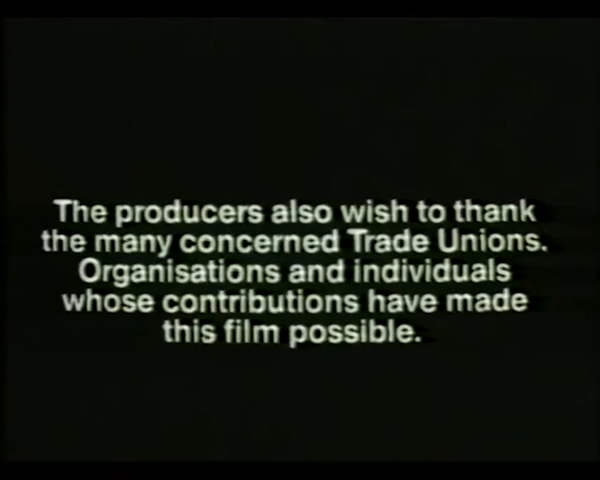 The producers also wish to thank
the many concerned Trade Unions.
Organisations and individuals
whose contributions have made
this film possible.